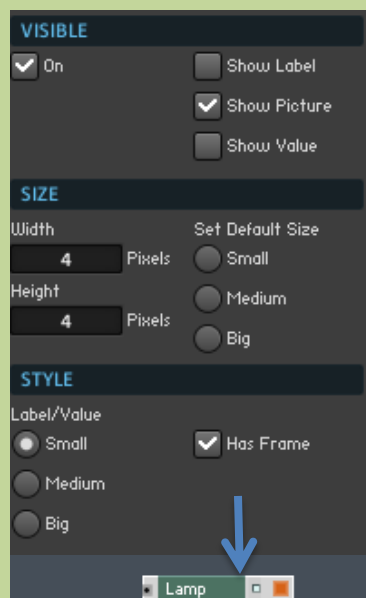 VISIBLE
On
Show Label
Show Picture
Show Value
SIZE
Width
Set Default Size
4 Pixels
Small
Height
Medium
4 Pixels
Big
STYLE
Label/Value
Small
Has Frame
Medium
Big
Lamp